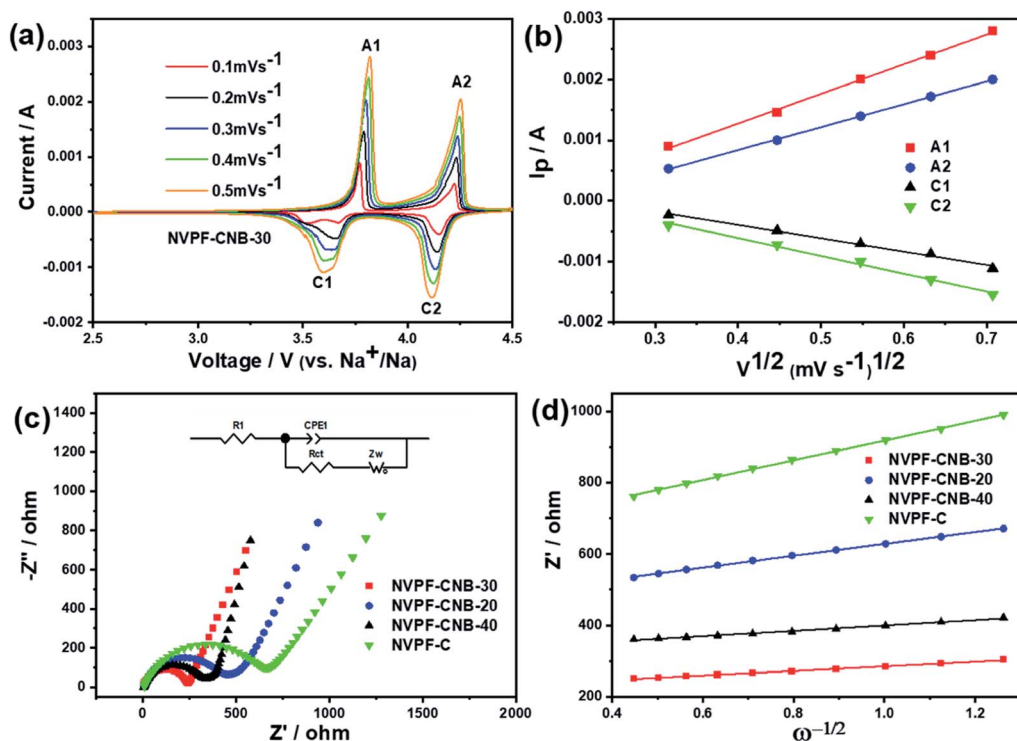 (a)
0.003
0.002
0.001
0.000
-0.001
-0.002
Current / A
0.1mVs-1
0.2mVs-1
0.3mVs-1
0.4mVs-1
0.5mVs-1
NVPF-CNB-30
A1
A2
C1
C2
2.5 3.0 3.5 4.0 4.5
Voltage / V (vs. Na+/Na)
(b)
0.003
0.002
0.001
0.000
-0.001
-0.002
Ip / A
A1
A2
C1
C2
0.3 0.4 0.5 0.6 0.7
V1/2 (mV s-1)1/2
(c)
1400
1200
1000
800
600
400
200
0
-Z'' / ohm
R1
CPE1
Rct
Zw
NVPF-CNB-30
NVPF-CNB-20
NVPF-CNB-40
NVPF-C
0 500 1000 1500 2000
Z' / ohm
(d)
1000
800
600
400
200
Z' / ohm
NVPF-CNB-30
NVPF-CNB-20
NVPF-CNB-40
NVPF-C
0.4 0.6 0.8 1.0 1.2
ω-1/2